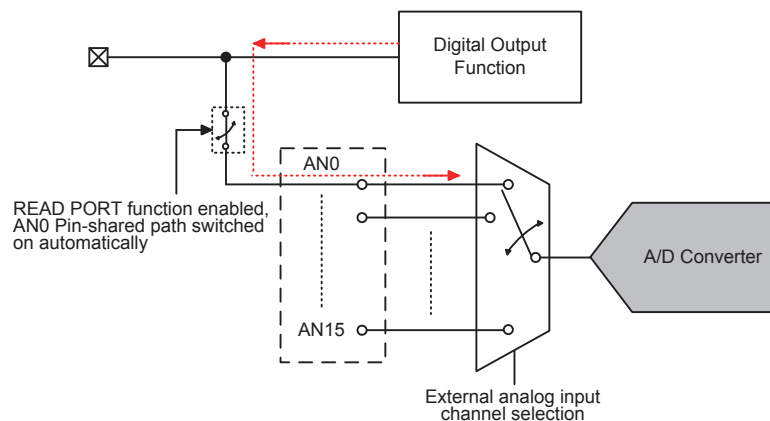 Digital Output
Function
AN0
READ PORT function enabled,
AN0 Pin-shared path switched
on automatically
A/D Converter
AN15
External analog input
channel selection